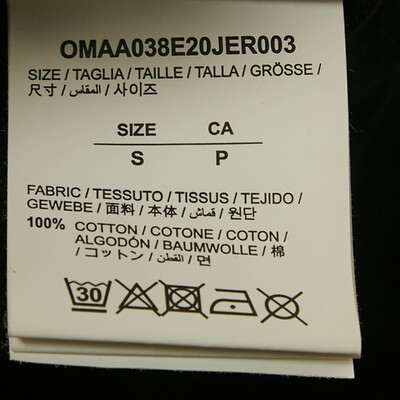 OMAA038E20JER003
SIZE / TAGLIA / TAILLE / TALLA / GRÖSSE /
尺寸 / المقاس / 사이즈
SIZE CA
S P
FABRIC / TESSUTO / TISSUS / TEJIDO /
GEWEBE / 面料 / 本体 / قماش / 원단
100% COTTON / COTONE / COTON /
ALGODÓN / BAUMWOLLE / 棉
/ コットン / القطن / 면
30